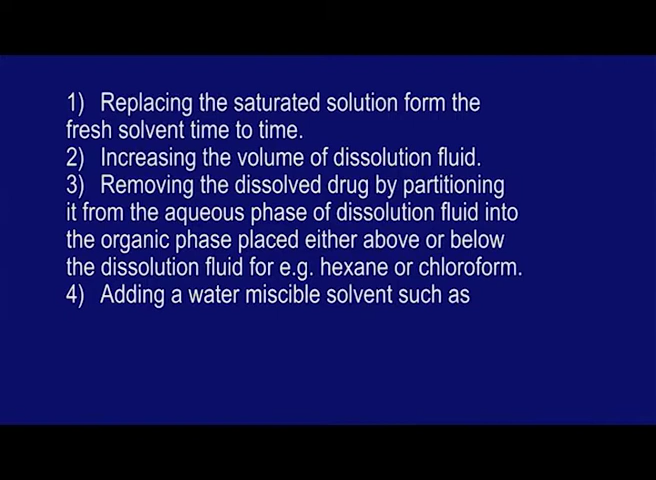 1) Replacing the saturated solution form the
fresh solvent time to time.
2) Increasing the volume of dissolution fluid.
3) Removing the dissolved drug by partitioning
it from the aqueous phase of dissolution fluid into
the organic phase placed either above or below
the dissolution fluid for e.g. hexane or chloroform.
4) Adding a water miscible solvent such as